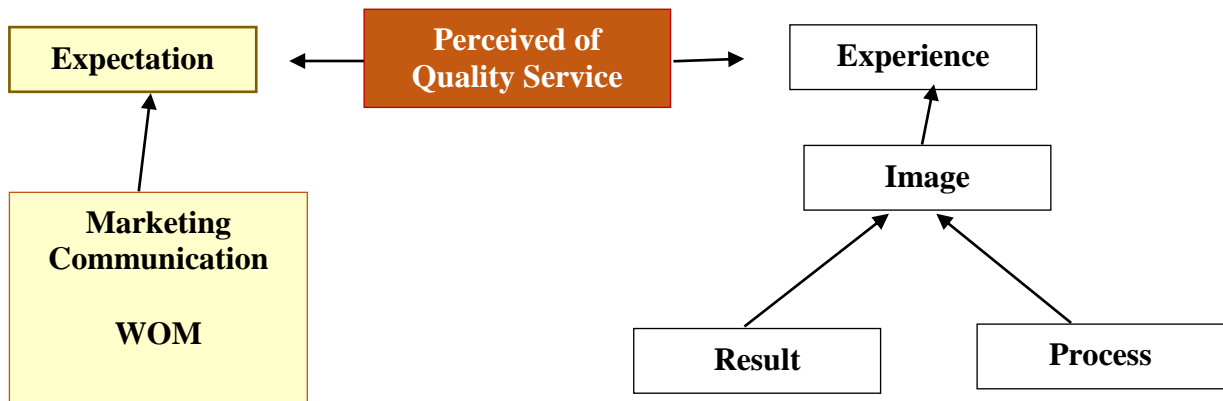 Expectation
Perceived of
Quality Service
Experience
Image
Marketing
Communication
WOM
Result
Process